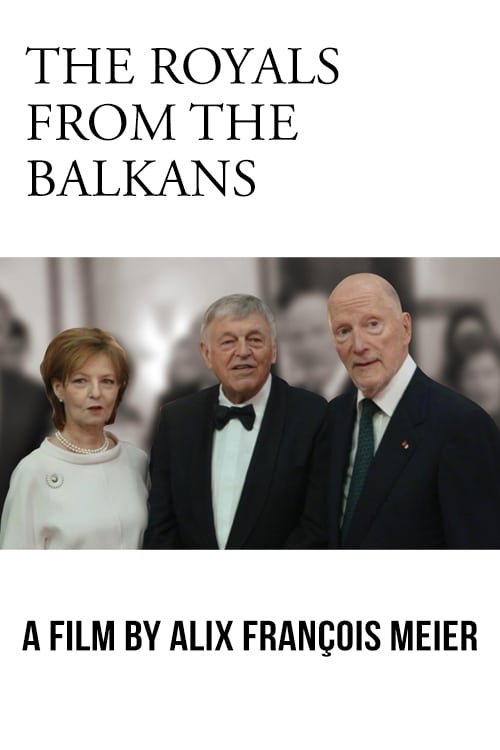 THE ROYALS
FROM THE
BALKANS
A FILM BY ALIX FRANÇOIS MEIER